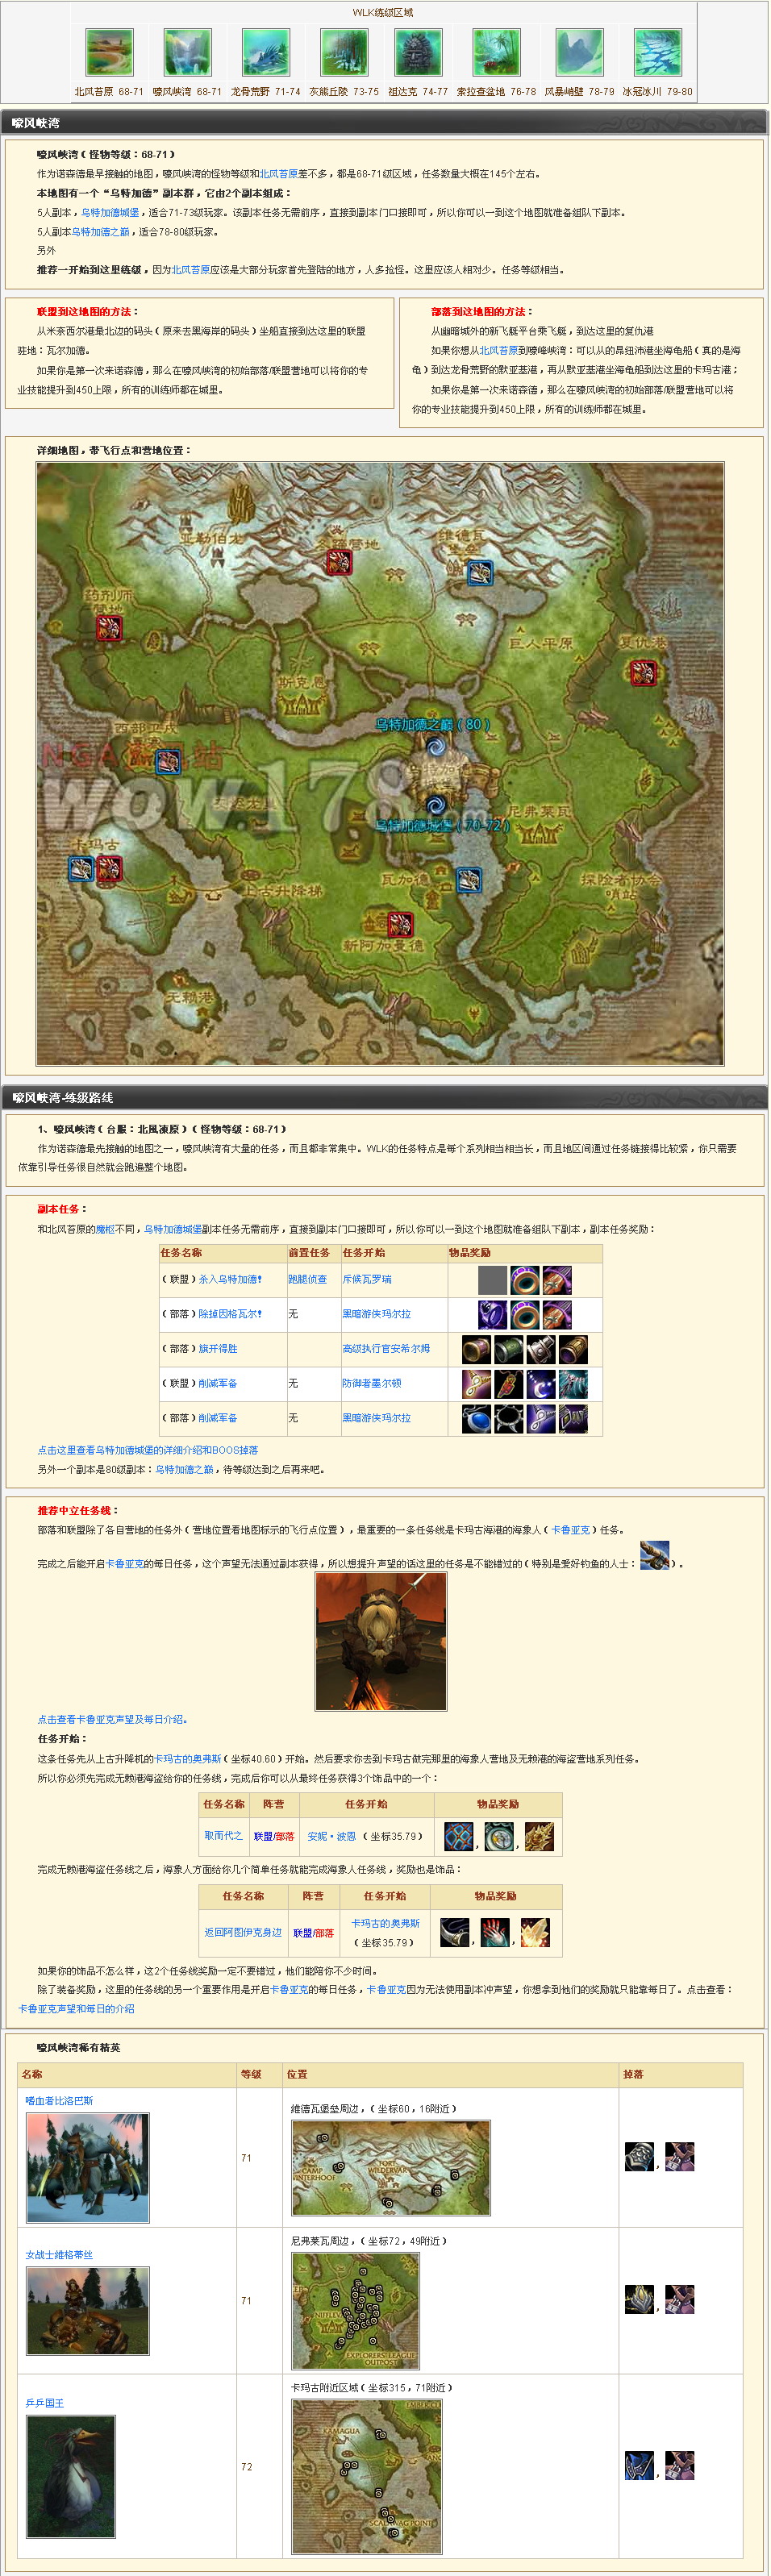 WLK练级区域
北风苔原 68-71 嚎风峡湾 68-71 龙骨荒野 71-74 灰熊丘陵 73-75 祖达克 74-77 索拉查盆地 76-78 风暴峭壁 78-79 冰冠冰川 79-80
嚎风峡湾
嚎风峡湾（怪物等级：68-71）
作为诺森德最早接触的地图，嚎风峡湾的怪物等级和北风苔原差不多，都是68-71级区域，任务数量大概在145个左右。
本地图有一个“乌特加德”副本群，它由2个副本组成：
5人副本，乌特加德城堡，适合71-73级玩家。该副本任务无需前序，直接到副本门口接即可，所以你可以一到这个地图就准备组队下副本。
5人副本乌特加德之巅，适合78-80级玩家。
另外
推荐一开始到这里练级，因为北风苔原应该是大部分玩家首先登陆的地方，人多抢怪。这里应该人相对少。任务等级相当。
联盟到这地图的方法：
从米奈西尔港最北边的码头（原来去黑海岸的码头）坐船直接到达这里的联盟
驻地：瓦尔加德。
如果你是第一次来诺森德，那么在嚎风峡湾的初始部落/联盟营地可以将你的专
业技能提升到450上限，所有的训练师都在城里。
部落到这地图的方法：
从幽暗城外的新飞艇平台乘飞艇，到达这里的复仇港
如果你想从北风苔原到嚎峰峡湾：可以从的昂纽沛港坐海龟船（真的是海
龟）到达龙骨荒野的默亚基港，再从默亚基港坐海龟船到达这里的卡玛古港；
如果你是第一次来诺森德，那么在嚎风峡湾的初始部落/联盟营地可以将
你的专业技能提升到450上限，所有的训练师都在城里。
详细地图，带飞行点和营地位置：
亚勒伯龙
冬蹄营地
维德瓦
堡垒
药剂师
营地
巨人平原
复仇港
斯克恩
乌特加德之巅（80）
NGA
wow178
乌特加德城堡（70-72）
尼弗莱瓦
卡玛古
上古升降梯
瓦加德
探险者协会
哨站
新阿加曼德
无赖港
嚎风峡湾-练级路线
1、嚎风峡湾（台服：北風凍原）（怪物等级：68-71）
作为诺森德最先接触的地图之一，嚎风峡湾有大量的任务，而且都非常集中。WLK的任务特点是每个系列相当相当长，而且地区间通过任务链接得比较紧，你只需要
依靠引导任务很自然就会跑遍整个地图。
副本任务：
和北风苔原的魔枢不同，乌特加德城堡副本任务无需前序，直接到副本门口接即可，所以你可以一到这个地图就准备组队下副本，副本任务奖励：
任务名称 前置任务 任务开始 物品奖励
（联盟）杀入乌特加德！ 跑腿侦查 斥候瓦罗瑞
（部落）除掉因格瓦尔！ 无 黑暗游侠玛尔拉
（部落）旗开得胜 高级执行官安希尔姆
（联盟）削减军备 无 防御者墨尔顿
（部落）削减军备 无 黑暗游侠玛尔拉
点击这里查看乌特加德城堡的详细介绍和BOOS掉落
另外一个副本是80级副本：乌特加德之巅，待等级达到之后再来吧。
推荐中立任务线：
部落和联盟除了各自营地的任务外（营地位置看地图标示的飞行点位置），最重要的一条任务线是卡玛古海港的海象人（卡鲁亚克）任务。
完成之后能开启卡鲁亚克的每日任务，这个声望无法通过副本获得，所以想提升声望的话这里的任务是不能错过的（特别是爱好钓鱼的人士：）。
点击查看卡鲁亚克声望及每日介绍。
任务开始：
这条任务先从上古升降机的卡玛古的奥弗斯（坐标40.60）开始。然后要求你去到卡玛古做完那里的海象人营地及无赖港的海盗营地系列任务。
所以你必须先完成无赖港海盗给你的任务线，完成后你可以从最终任务获得3个饰品中的一个：
任务名称 阵营 任务开始 物品奖励
取而代之 联盟/部落 安妮·波恩（坐标35.79） ， ，
完成无赖港海盗任务线之后，海象人方面给你几个简单任务就能完成海象人任务线，奖励也是饰品：
任务名称 阵营 任务开始 物品奖励
返回阿图伊克身边 联盟/部落 卡玛古的奥弗斯 ， ，
（坐标35.79）
如果你的饰品不怎么样，这2个任务线奖励一定不要错过，他们能陪你不少时间。
除了装备奖励，这里的任务线的另一个重要作用是开启卡鲁亚克的每日任务，卡鲁亚克因为无法使用副本冲声望，你想拿到他们的奖励就只能靠每日了。点击查看：
卡鲁亚克声望和每日的介绍
嚎风峡湾稀有精英
名称 等级 位置 掉落
嗜血者比洛巴斯
71
维德瓦堡垒周边，（坐标60，16附近）
CAMP
WINTERHOOF
FORT
WILDERVAR
女战士維格蒂丝
71
尼弗莱瓦周边，（坐标72，49附近）
EXPLORERS' LEAGUE
OUTPOST
乒乒国王
72
卡玛古附近区域（坐标315，71附近）
KAMAGUA
SCALAWAG POINT